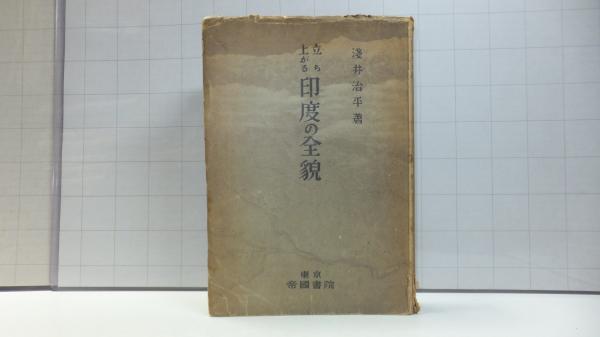 淺井治平著
立ち上がる
印度の全貌
東京
帝國書院